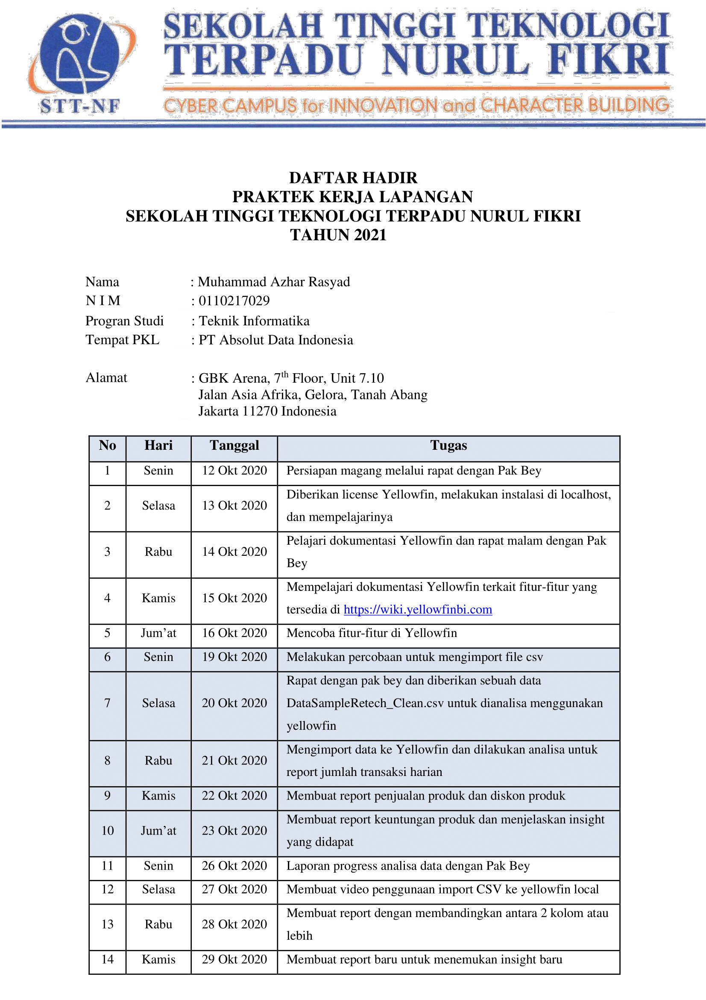 SEKOLAH TINGGI TEKNOLOGI
TERPADU NURUL FIKRI
STT-NF
CYBER CAMPUS for INNOVATION and CHARACTER BUILDING
DAFTAR HADIR
PRAKTEK KERJA LAPANGAN
SEKOLAH TINGGI TEKNOLOGI TERPADU NURUL FIKRI
TAHUN 2021
Nama : Muhammad Azhar Rasyad
N I M : 0110217029
Progran Studi : Teknik Informatika
Tempat PKL : PT Absolut Data Indonesia
Alamat : GBK Arena, 7th Floor, Unit 7.10
Jalan Asia Afrika, Gelora, Tanah Abang
Jakarta 11270 Indonesia
No Hari Tanggal Tugas
1 Senin 12 Okt 2020 Persiapan magang melalui rapat dengan Pak Bey
2 Selasa 13 Okt 2020 Diberikan license Yellowfin, melakukan instalasi di localhost,
dan mempelajarinya
3 Rabu 14 Okt 2020 Pelajari dokumentasi Yellowfin dan rapat malam dengan Pak
Bey
4 Kamis 15 Okt 2020 Mempelajari dokumentasi Yellowfin terkait fitur-fitur yang
tersedia di https://wiki.yellowfinbi.com
5 Jum’at 16 Okt 2020 Mencoba fitur-fitur di Yellowfin
6 Senin 19 Okt 2020 Melakukan percobaan untuk mengimport file csv
7 Selasa 20 Okt 2020 Rapat dengan pak bey dan diberikan sebuah data
DataSampleRetech_Clean.csv untuk dianalisa menggunakan
yellowfin
8 Rabu 21 Okt 2020 Mengimport data ke Yellowfin dan dilakukan analisa untuk
report jumlah transaksi harian
9 Kamis 22 Okt 2020 Membuat report penjualan produk dan diskon produk
10 Jum’at 23 Okt 2020 Membuat report keuntungan produk dan menjelaskan insight
yang didapat
11 Senin 26 Okt 2020 Laporan progress analisa data dengan Pak Bey
12 Selasa 27 Okt 2020 Membuat video penggunaan import CSV ke yellowfin local
13 Rabu 28 Okt 2020 Membuat report dengan membandingkan antara 2 kolom atau
lebih
14 Kamis 29 Okt 2020 Membuat report baru untuk menemukan insight baru